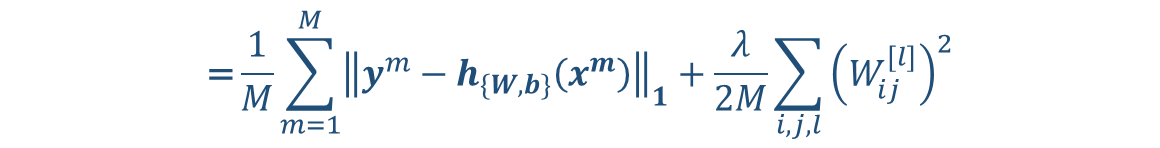 = \frac{1}{M} \sum_{m=1}^{M} \left\| \boldsymbol{y}^{m} - \boldsymbol{h}_{\{\boldsymbol{W},\boldsymbol{b}\}}(\boldsymbol{x}^{\boldsymbol{m}}) \right\|_{\boldsymbol{1}} + \frac{\lambda}{2M} \sum_{i,j,l} \left( W_{ij}^{[l]} \right)^{2}